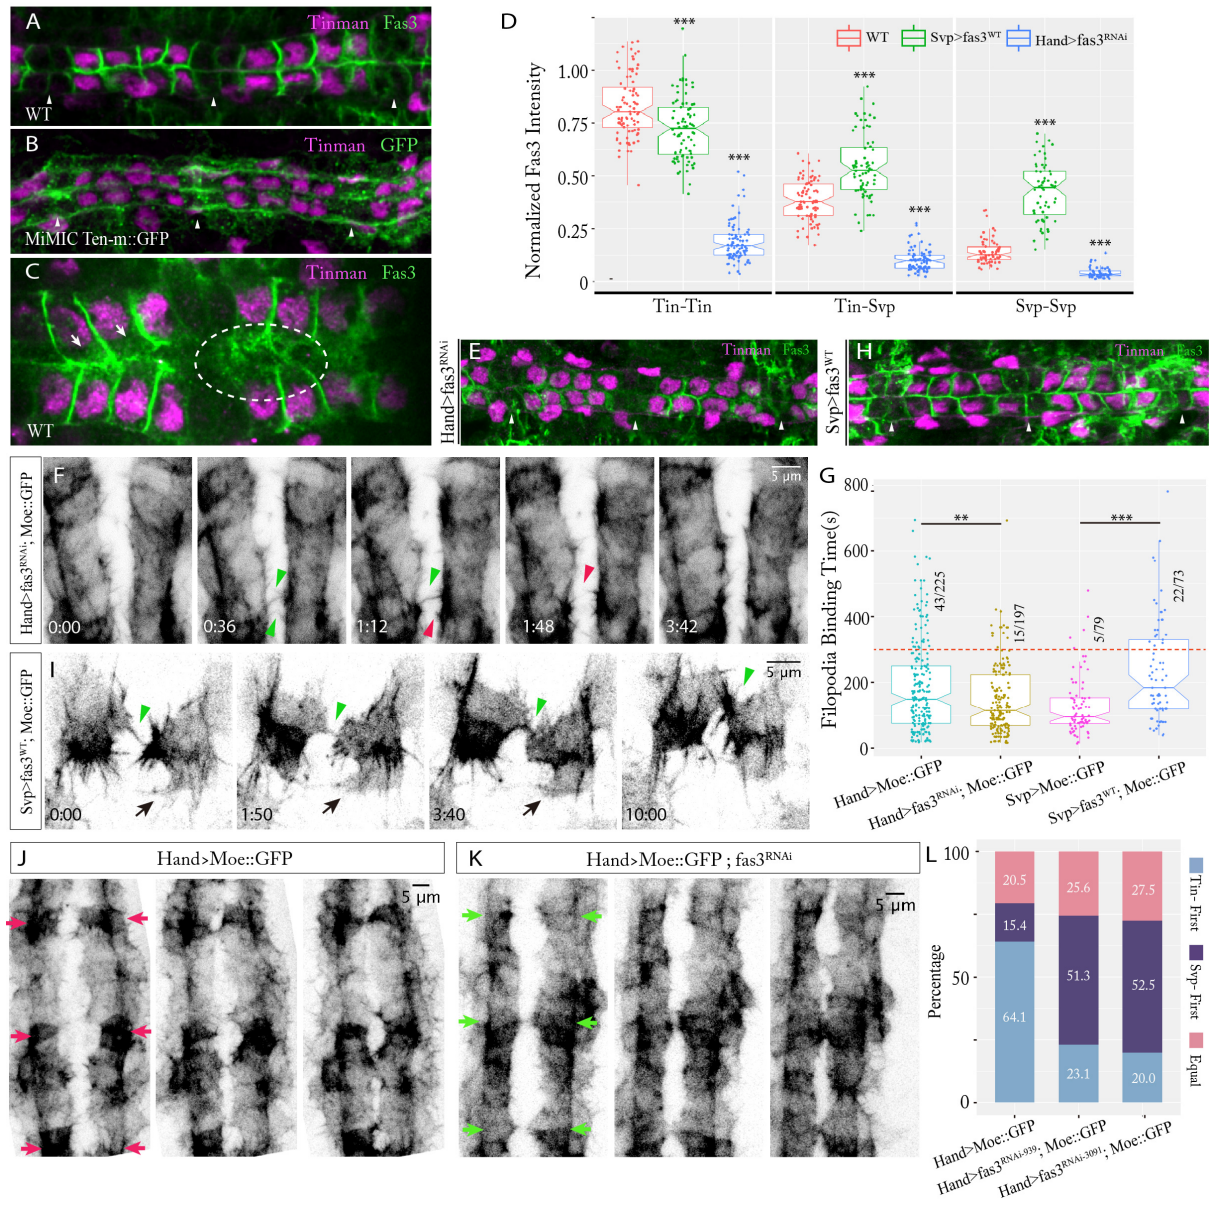 A
Tinman Fas3
WT
B
Tinman GFP
MiMIC Ten-m::GFP
C
Tinman Fas3
WT
D
WT
Svp>fas3WT
Hand>fas3RNAi
***
***
***
***
***
***
Normalized Fas3 Intensity
1.00
0.75
0.50
0.25
0
Tin-Tin
Tin-Svp
Svp-Svp
Hand>fas3RNAi
E
Tinman Fas3
Svp>fas3WT
H
Tinman Fas3
Hand>fas3RNAi; Moe::GFP
F
0:00
0:36
1:12
1:48
3:42
5 μm
G
Filopodia Binding Time(s)
800
600
400
200
0
**
***
43/225
15/197
5/79
22/73
Hand>Moe::GFP
Hand>fas3RNAi; Moe::GFP
Svp>Moe::GFP
Svp>fas3WT; Moe::GFP
Svp>fas3WT; Moe::GFP
I
0:00
1:50
3:40
10:00
5 μm
J
Hand>Moe::GFP
5 μm
K
Hand>Moe::GFP ; fas3RNAi
5 μm
L
Percentage
100
50
0
20.5
15.4
64.1
25.6
51.3
23.1
27.5
52.5
20.0
Tin- First
Svp- First
Equal
Hand>Moe::GFP
Hand>fas3RNAi-939; Moe::GFP
Hand>fas3RNAi-3091; Moe::GFP